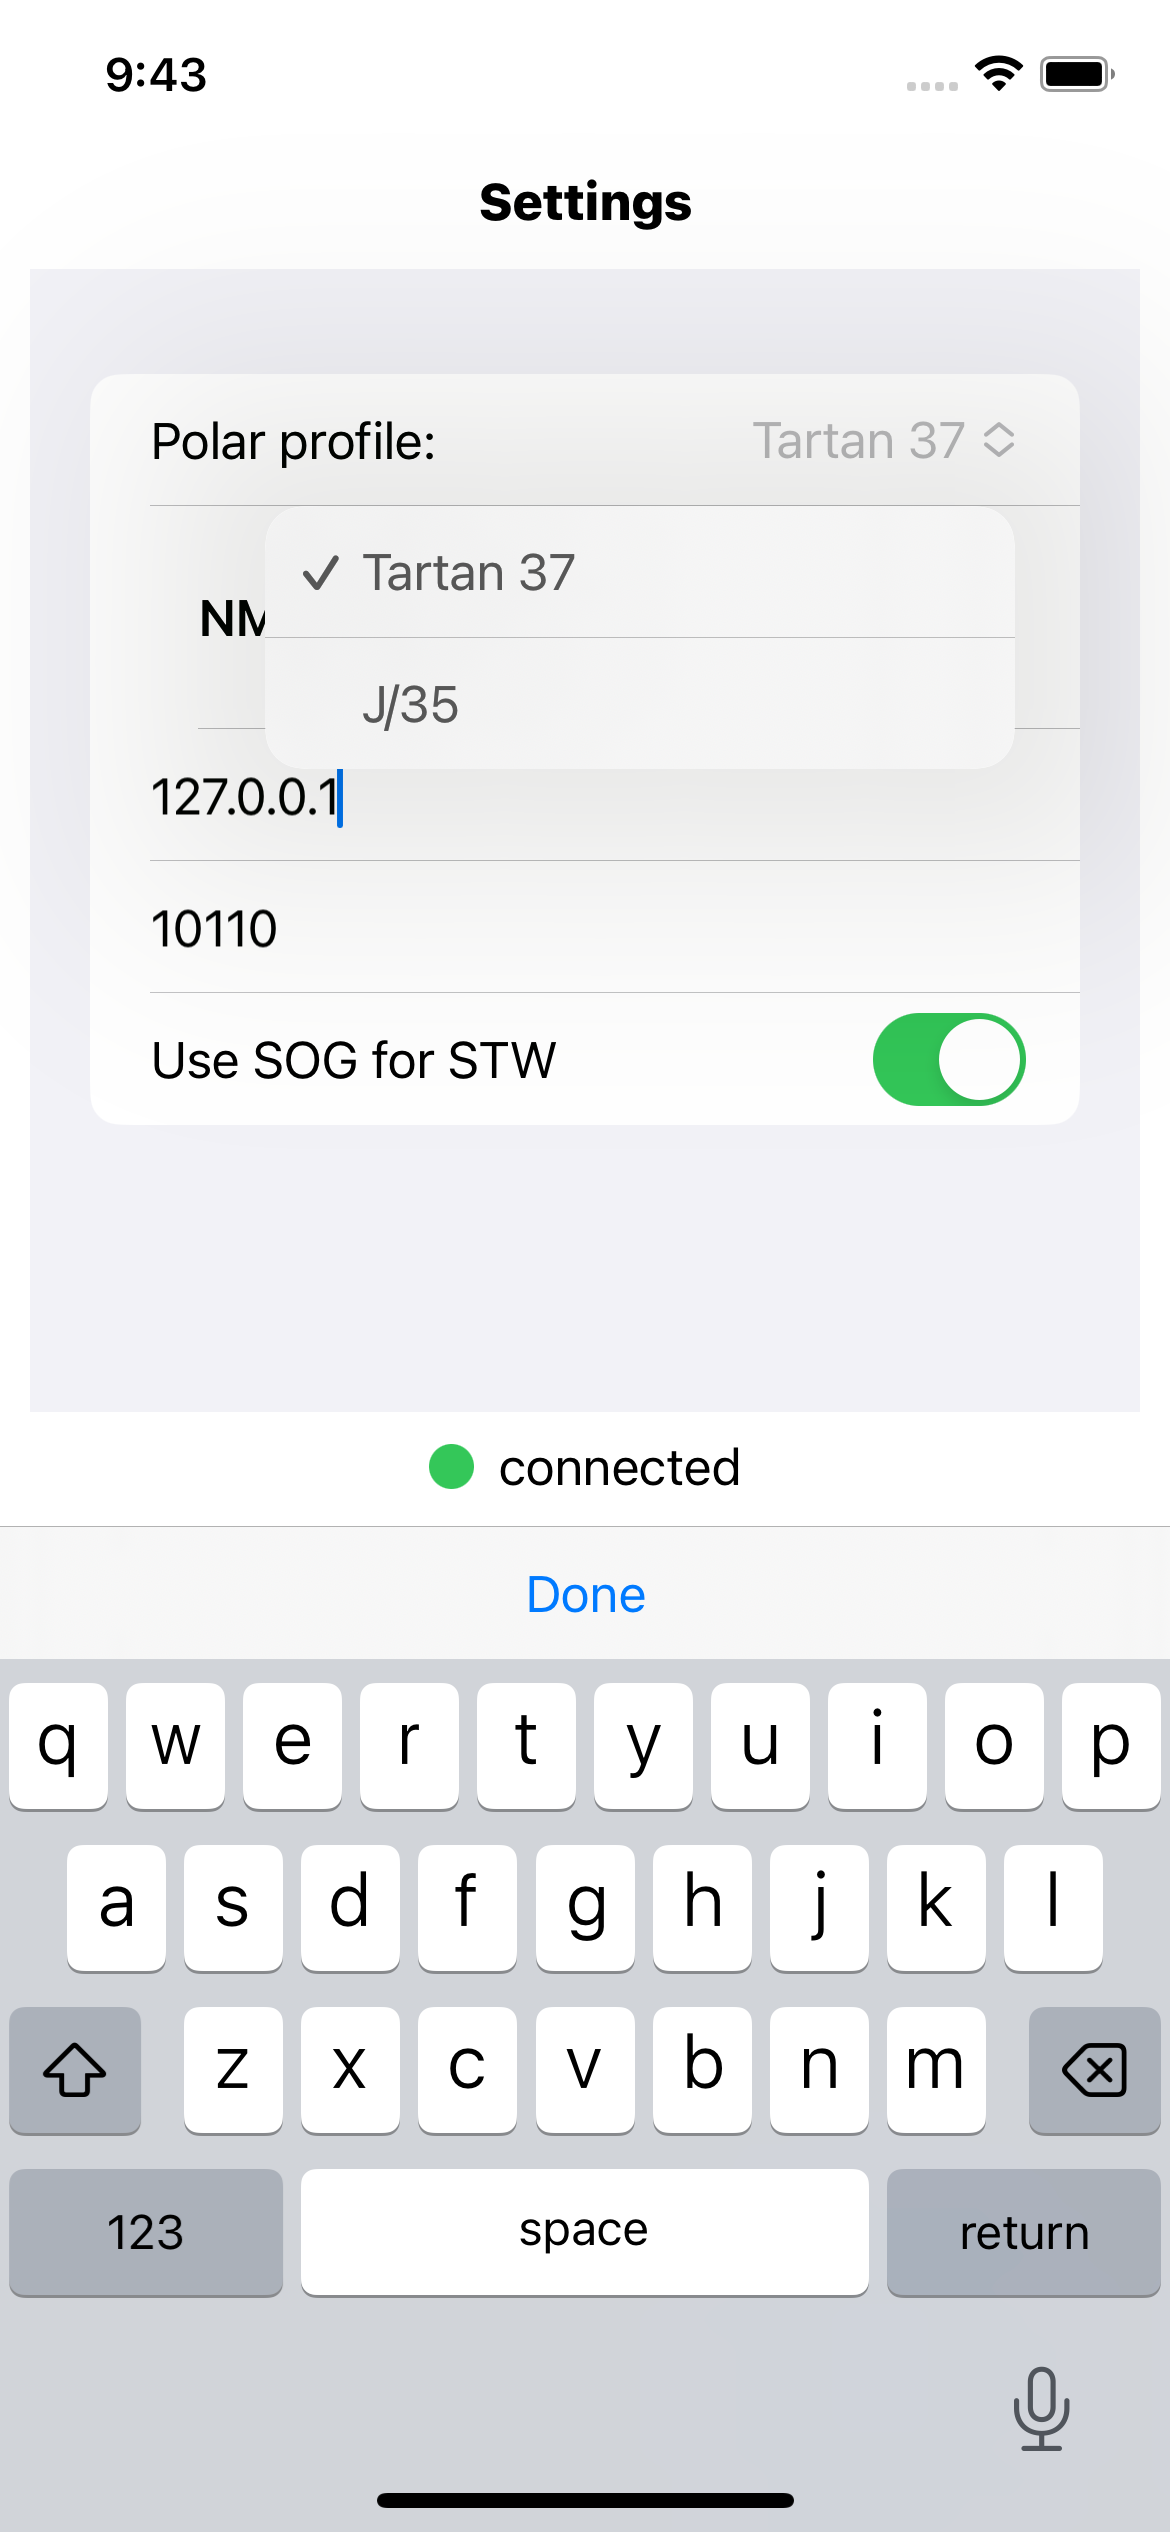 9:43
Settings
Polar profile: Tartan 37
Tartan 37
NM
J/35
127.0.0.1
10110
Use SOG for STW
connected
Done
q w e r t y u i o p
a s d f g h j k l
z x c v b n m
123 space return